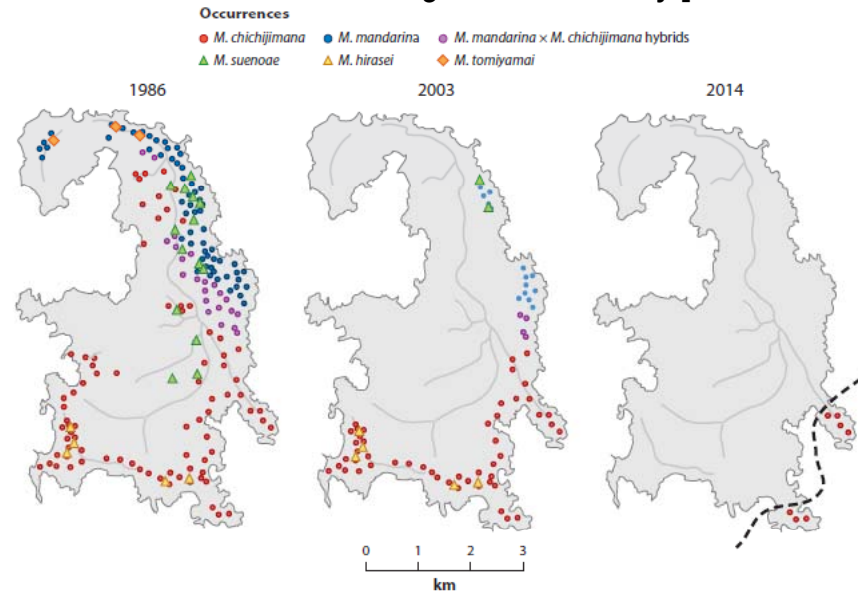 Occurrences
M. chichijimana M. mandarina M. mandarina × M. chichijimana hybrids
M. suenoae M. hirasei M. tomiyamai
1986 2003 2014
0 1 2 3
km